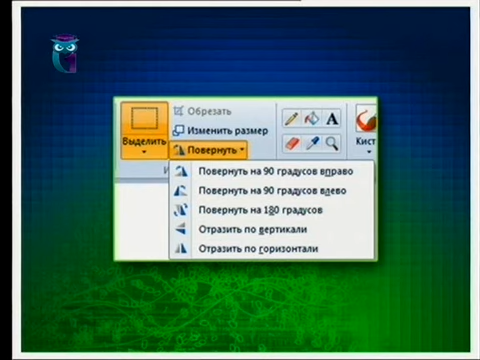 Обрезать
Изменить размер
Повернуть
Выделить
A
Кист
Повернуть на 90 градусов вправо
Повернуть на 90 градусов влево
Повернуть на 180 градусов
Отразить по вертикали
Отразить по горизонтали